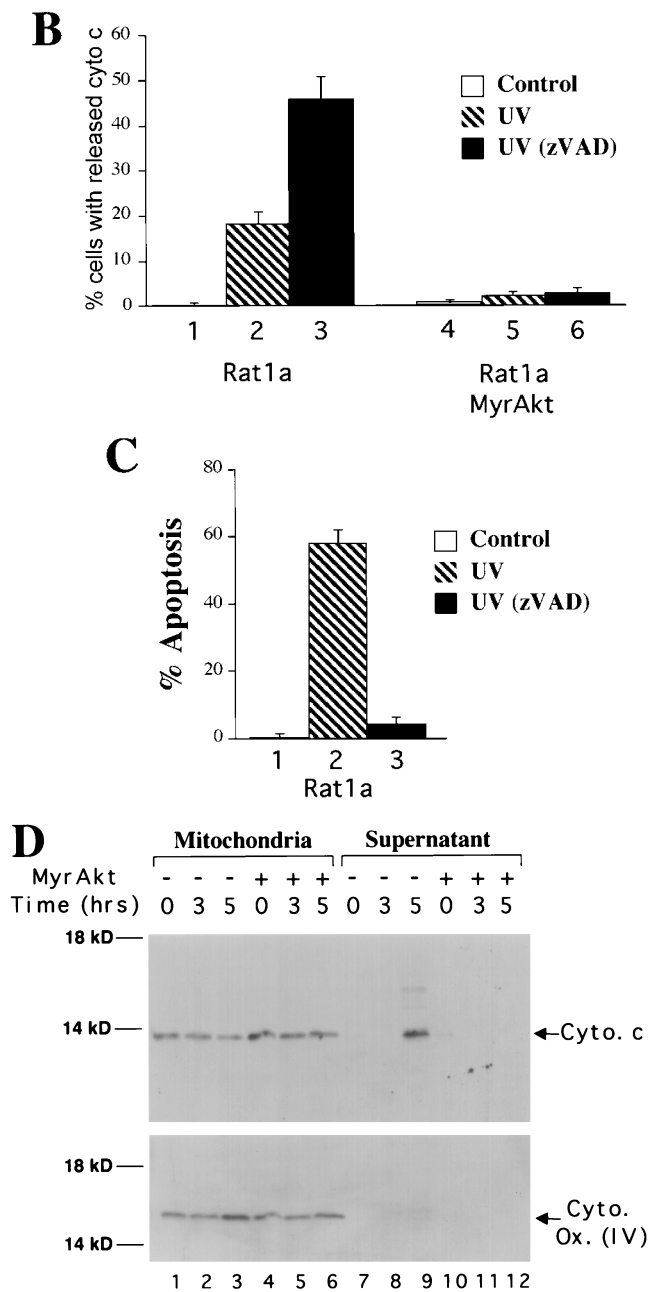 B
% cells with released cyto c
60
50
40
30
20
10
0
Control
UV
UV (zVAD)
1 2 3 4 5 6
Rat1a Rat1a
MyrAkt
C
% Apoptosis
80
60
40
20
0
Control
UV
UV (zVAD)
1 2 3
Rat1a
D
Mitochondria Supernatant
MyrAkt - - - + + + - - - + + +
Time (hrs) 0 3 5 0 3 5 0 3 5 0 3 5
18 kD
14 kD
Cyto. c
18 kD
14 kD
Cyto.
Ox. (IV)
1 2 3 4 5 6 7 8 9 10 11 12